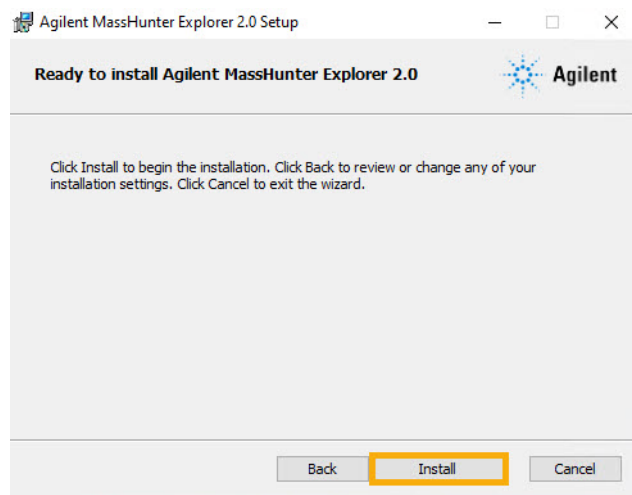 Agilent MassHunter Explorer 2.0 Setup
Ready to install Agilent MassHunter Explorer 2.0
Agilent
Click Install to begin the installation. Click Back to review or change any of your
installation settings. Click Cancel to exit the wizard.
Back
Install
Cancel